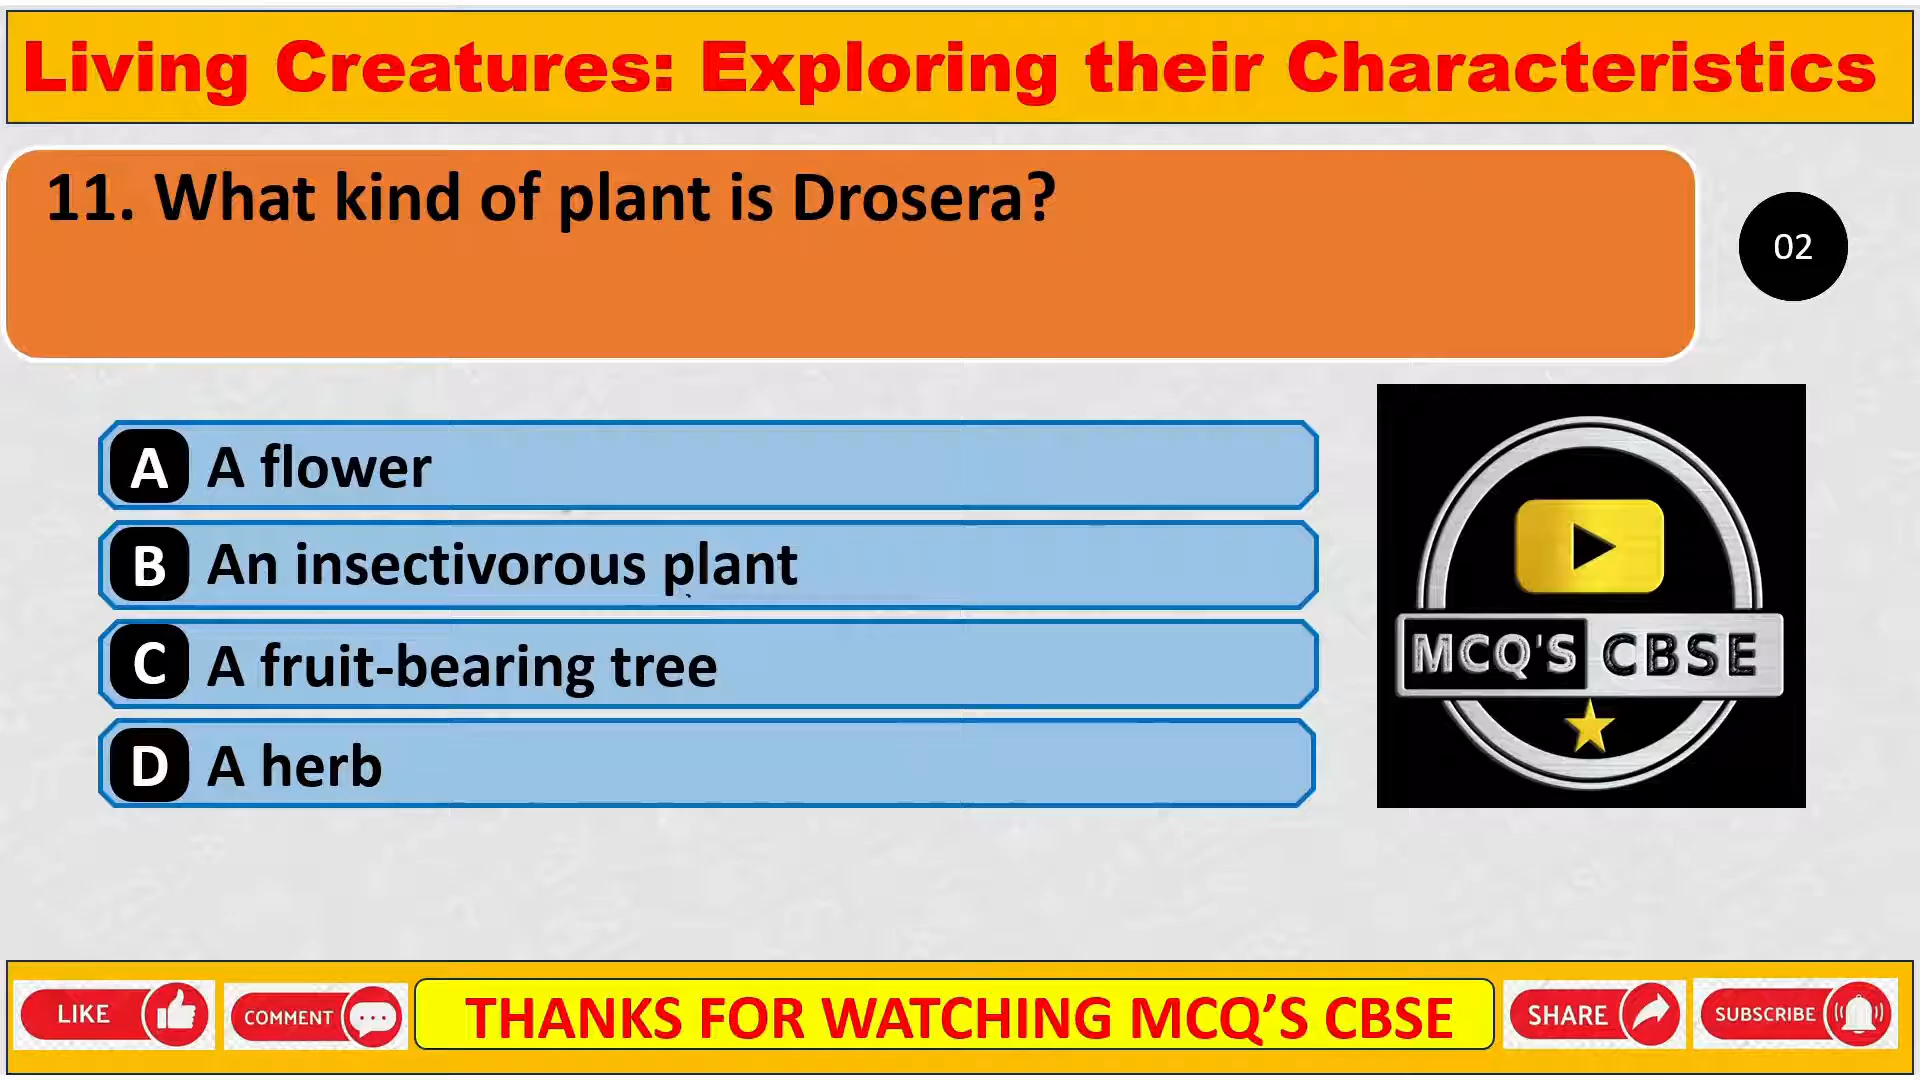 Living Creatures: Exploring their Characteristics
11. What kind of plant is Drosera?
02
A A flower
B An insectivorous plant
C A fruit-bearing tree
D A herb
MCQ'S CBSE
LIKE
COMMENT
THANKS FOR WATCHING MCQ’S CBSE
SHARE
SUBSCRIBE